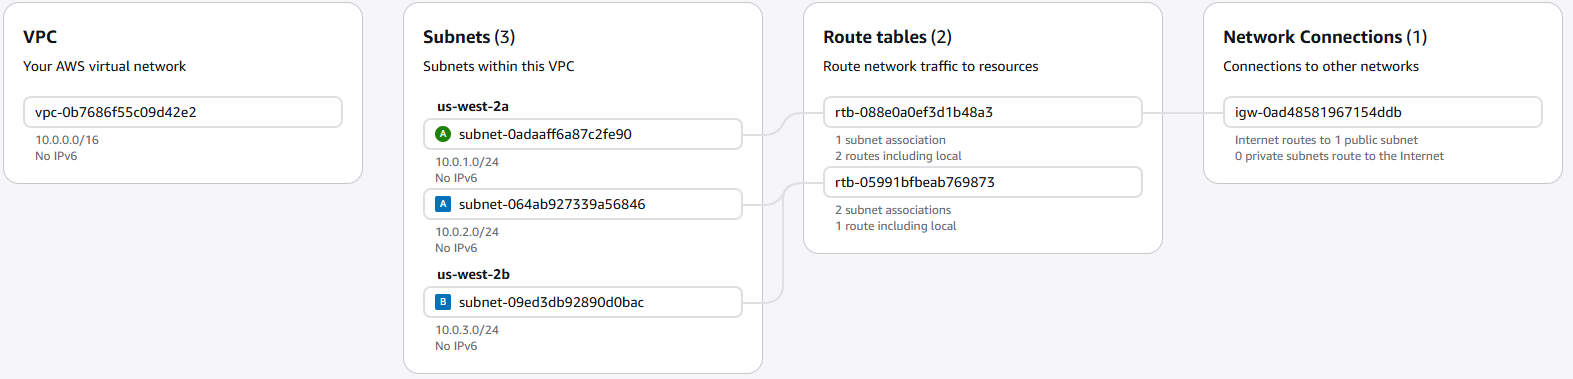 VPC
Your AWS virtual network
vpc-0b7686f55c09d42e2
10.0.0.0/16
No IPv6
Subnets (3)
Subnets within this VPC
us-west-2a
A subnet-0adaaff6a87c2fe90
10.0.1.0/24
No IPv6
A subnet-064ab927339a56846
10.0.2.0/24
No IPv6
us-west-2b
B subnet-09ed3db92890d0bac
10.0.3.0/24
No IPv6
Route tables (2)
Route network traffic to resources
rtb-088e0a0ef3d1b48a3
1 subnet association
2 routes including local
rtb-05991bfbeab769873
2 subnet associations
1 route including local
Network Connections (1)
Connections to other networks
igw-0ad48581967154ddb
Internet routes to 1 public subnet
0 private subnets route to the Internet